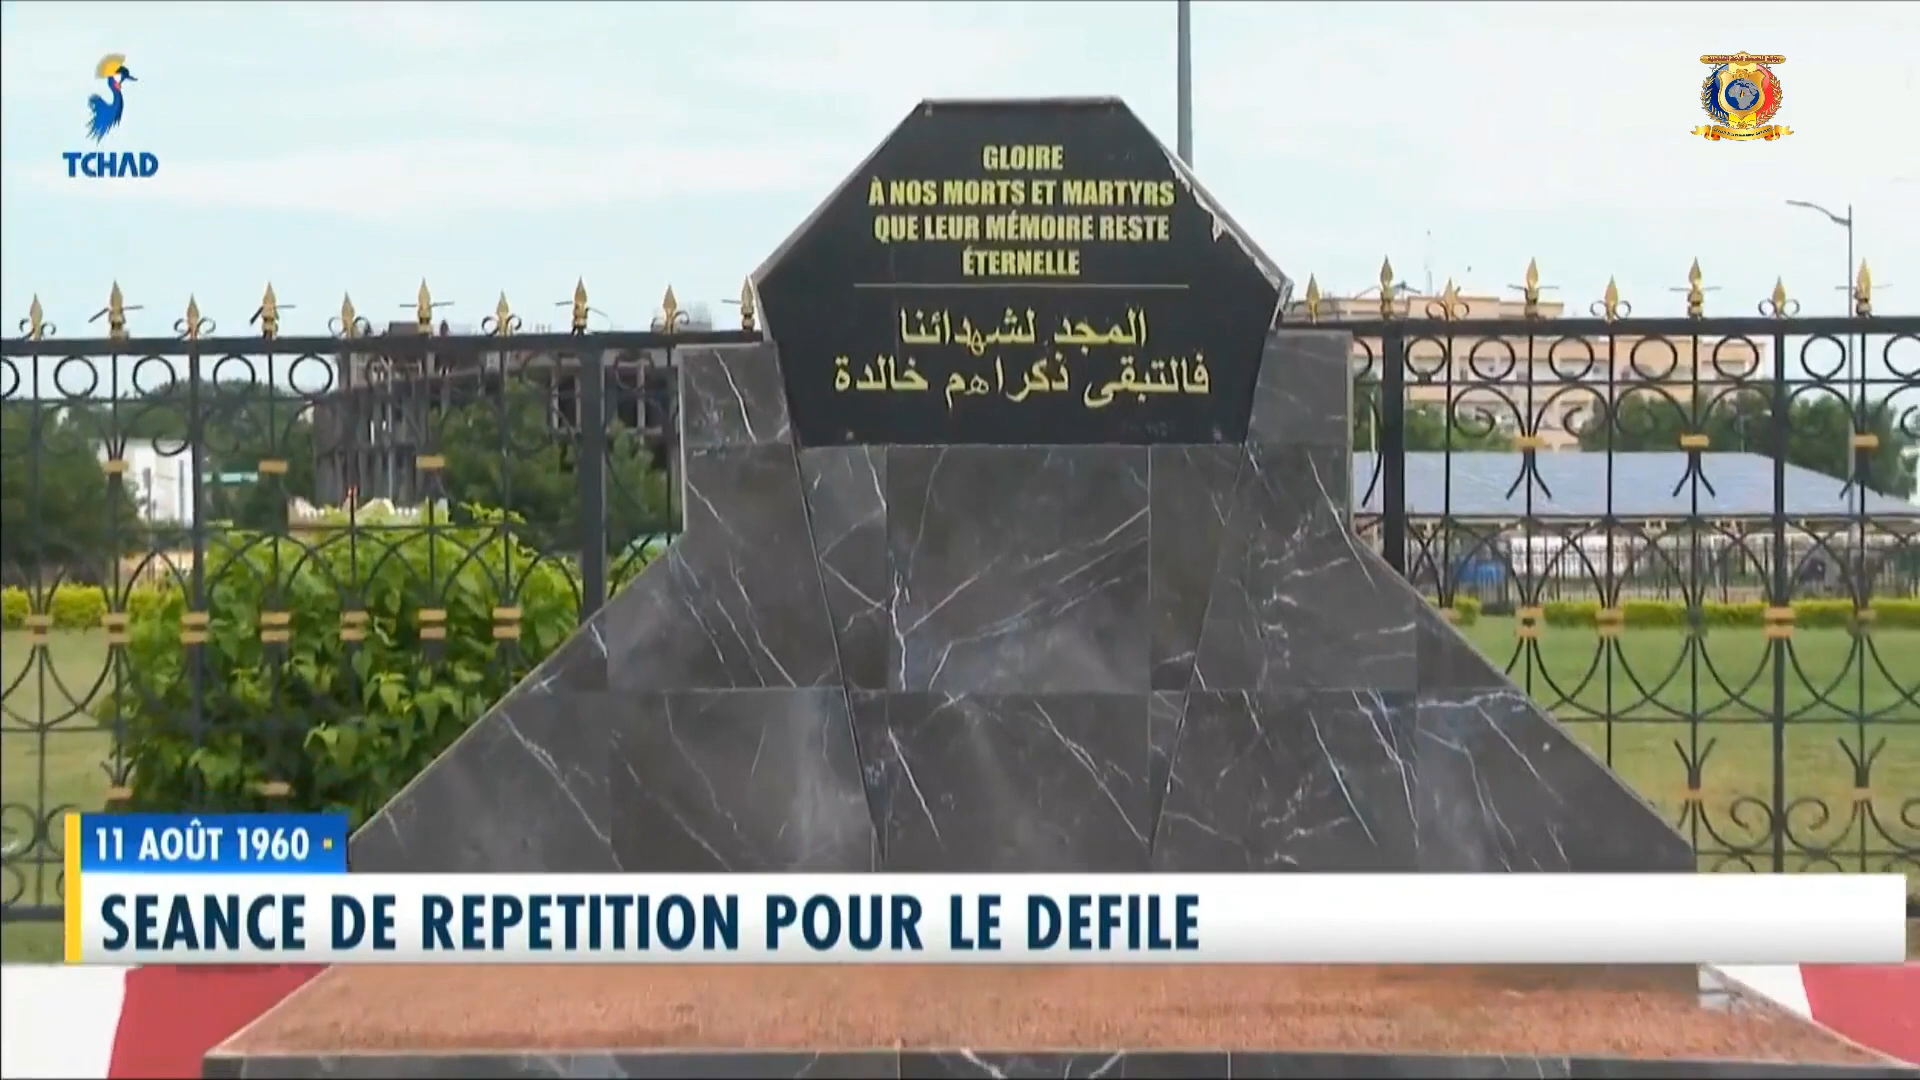 TCHAD
GLOIRE
À NOS MORTS ET MARTYRS
QUE LEUR MÉMOIRE RESTE
ÉTERNELLE
المجد لشهدائنا
فالتبقى ذكراهم خالدة
11 AOÛT 1960
SEANCE DE REPETITION POUR LE DEFILE